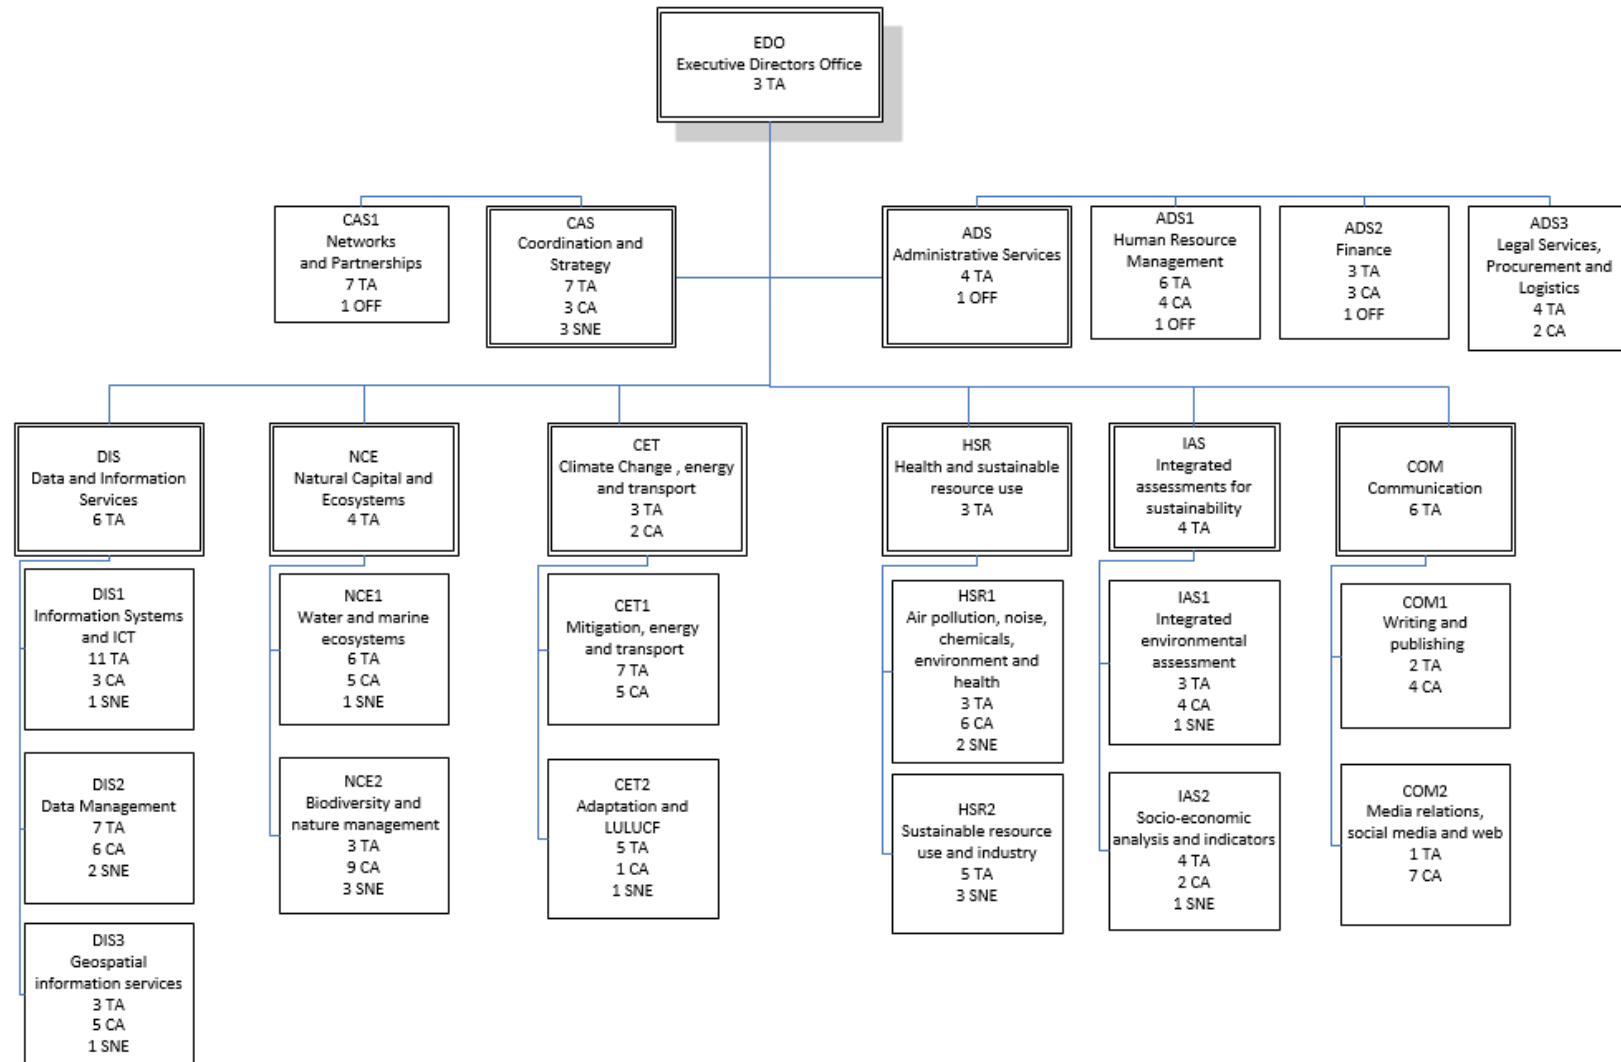 EDO
Executive Directors Office
3 TA
CAS1
Networks
and Partnerships
7 TA
1 OFF
CAS
Coordination and
Strategy
7 TA
3 CA
3 SNE
ADS
Administrative Services
4 TA
1 OFF
ADS1
Human Resource
Management
6 TA
4 CA
1 OFF
ADS2
Finance
3 TA
3 CA
1 OFF
ADS3
Legal Services,
Procurement and
Logistics
4 TA
2 CA
DIS
Data and Information
Services
6 TA
NCE
Natural Capital and
Ecosystems
4 TA
CET
Climate Change , energy
and transport
3 TA
2 CA
HSR
Health and sustainable
resource use
3 TA
IAS
Integrated
assessments for
sustainability
4 TA
COM
Communication
6 TA
DIS1
Information Systems
and ICT
11 TA
3 CA
1 SNE
NCE1
Water and marine
ecosystems
6 TA
5 CA
1 SNE
CET1
Mitigation, energy
and transport
7 TA
5 CA
HSR1
Air pollution, noise,
chemicals,
environment and
health
3 TA
6 CA
2 SNE
IAS1
Integrated
environmental
assessment
3 TA
4 CA
1 SNE
COM1
Writing and
publishing
2 TA
4 CA
DIS2
Data Management
7 TA
6 CA
2 SNE
NCE2
Biodiversity and
nature management
3 TA
9 CA
3 SNE
CET2
Adaptation and
LULUCF
5 TA
1 CA
1 SNE
HSR2
Sustainable resource
use and industry
5 TA
3 SNE
IAS2
Socio-economic
analysis and indicators
4 TA
2 CA
1 SNE
COM2
Media relations,
social media and web
1 TA
7 CA
DIS3
Geospatial
information services
3 TA
5 CA
1 SNE